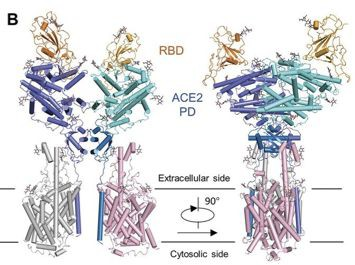 B
RBD
ACE2
PD
Extracellular side
90°
Cytosolic side